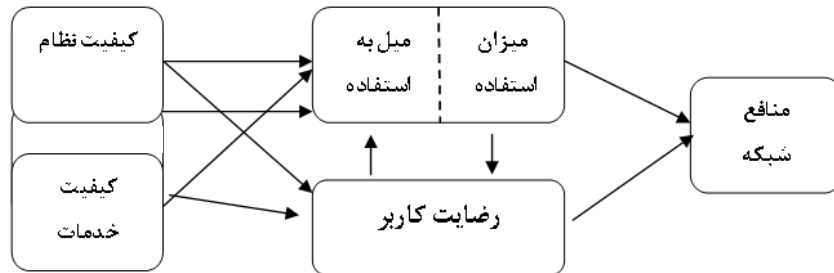 کیفیت نظام
میل به
استفاده
میزان
استفاده
منافع
شبکه
کیفیت
خدمات
رضایت کاربر